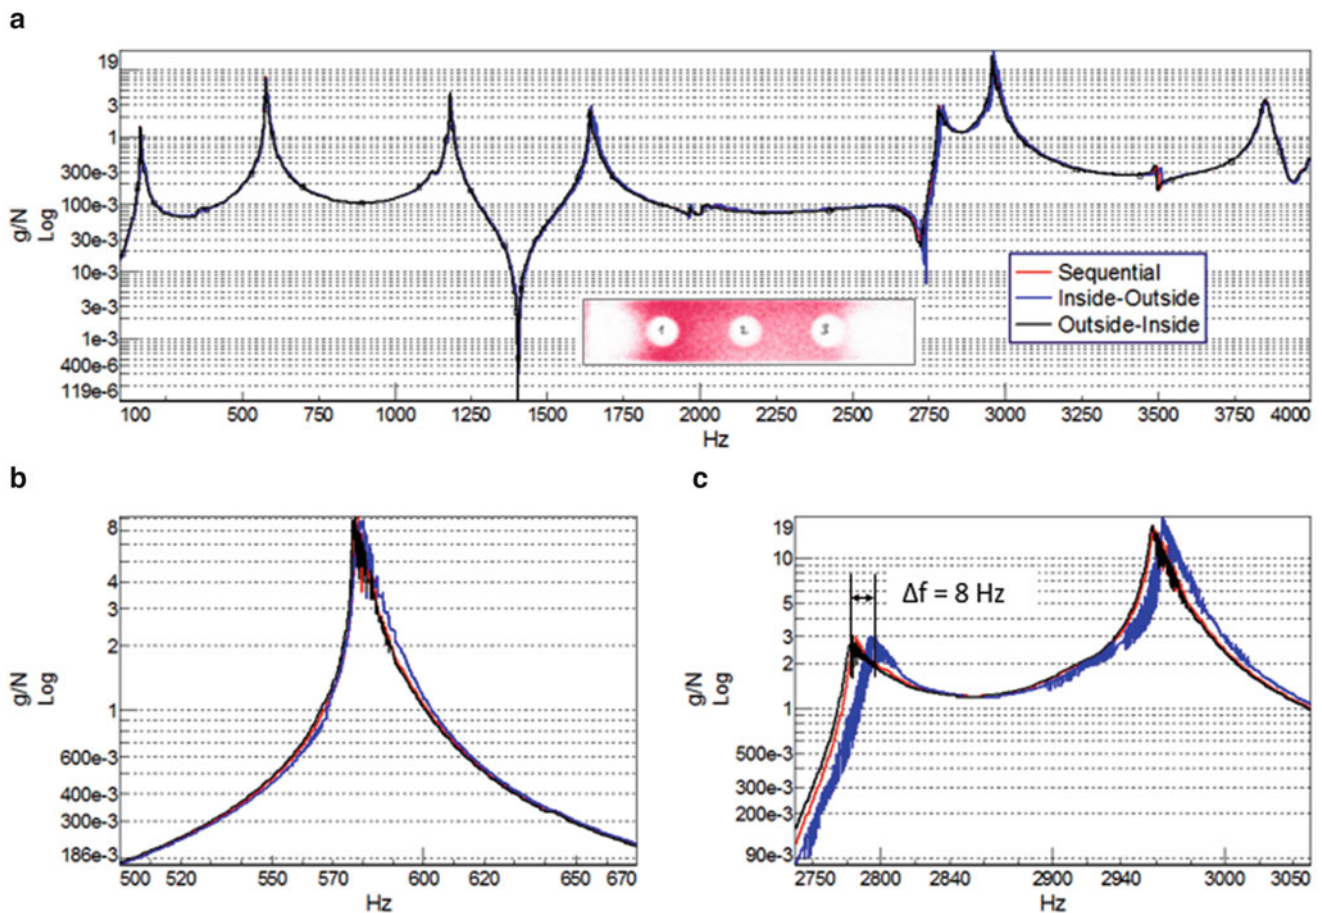 a
19
3
1
300e-3
100e-3
30e-3
10e-3
3e-3
1e-3
400e-6
119e-6
g/N
Log
Sequential
Inside-Outside
Outside-Inside
1 2 3
100 500 750 1000 1250 1500 1750 2000 2250 2500 2750 3000 3250 3500 3750 4000
Hz
b
8
4
3
2
1
600e-3
400e-3
300e-3
186e-3
g/N
Log
500 520 550 570 600 620 650 670
Hz
c
19
10
5
3
2
1
500e-3
300e-3
200e-3
90e-3
g/N
Log
Δf = 8 Hz
2750 2800 2840 2900 2940 3000 3050
Hz